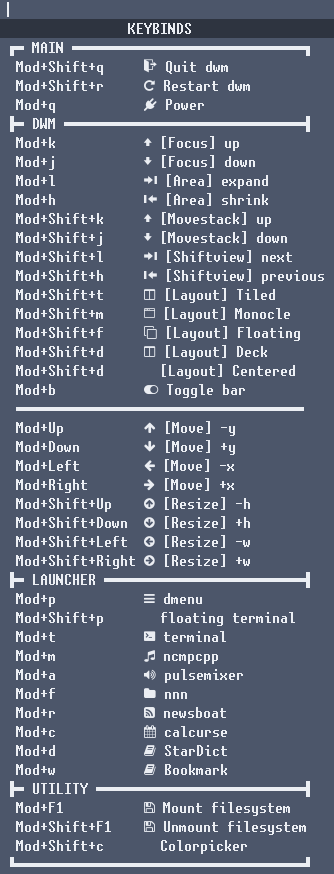 KEYBINDS
MAIN
Mod+Shift+q Quit dwm
Mod+Shift+r Restart dwm
Mod+q Power
DWM
Mod+k [Focus] up
Mod+j [Focus] down
Mod+l [Area] expand
Mod+h [Area] shrink
Mod+Shift+k [Movestack] up
Mod+Shift+j [Movestack] down
Mod+Shift+l [Shiftview] next
Mod+Shift+h [Shiftview] previous
Mod+Shift+t [Layout] Tiled
Mod+Shift+m [Layout] Monocle
Mod+Shift+f [Layout] Floating
Mod+Shift+d [Layout] Deck
Mod+Shift+d [Layout] Centered
Mod+b Toggle bar
Mod+Up [Move] -y
Mod+Down [Move] +y
Mod+Left [Move] -x
Mod+Right [Move] +x
Mod+Shift+Up [Resize] -h
Mod+Shift+Down [Resize] +h
Mod+Shift+Left [Resize] -w
Mod+Shift+Right [Resize] +w
LAUNCHER
Mod+p dmenu
Mod+Shift+p floating terminal
Mod+t terminal
Mod+m ncmpcpp
Mod+a pulsemixer
Mod+f nnn
Mod+r newsboat
Mod+c calcurse
Mod+d StarDict
Mod+w Bookmark
UTILITY
Mod+F1 Mount filesystem
Mod+Shift+F1 Unmount filesystem
Mod+Shift+c Colorpicker